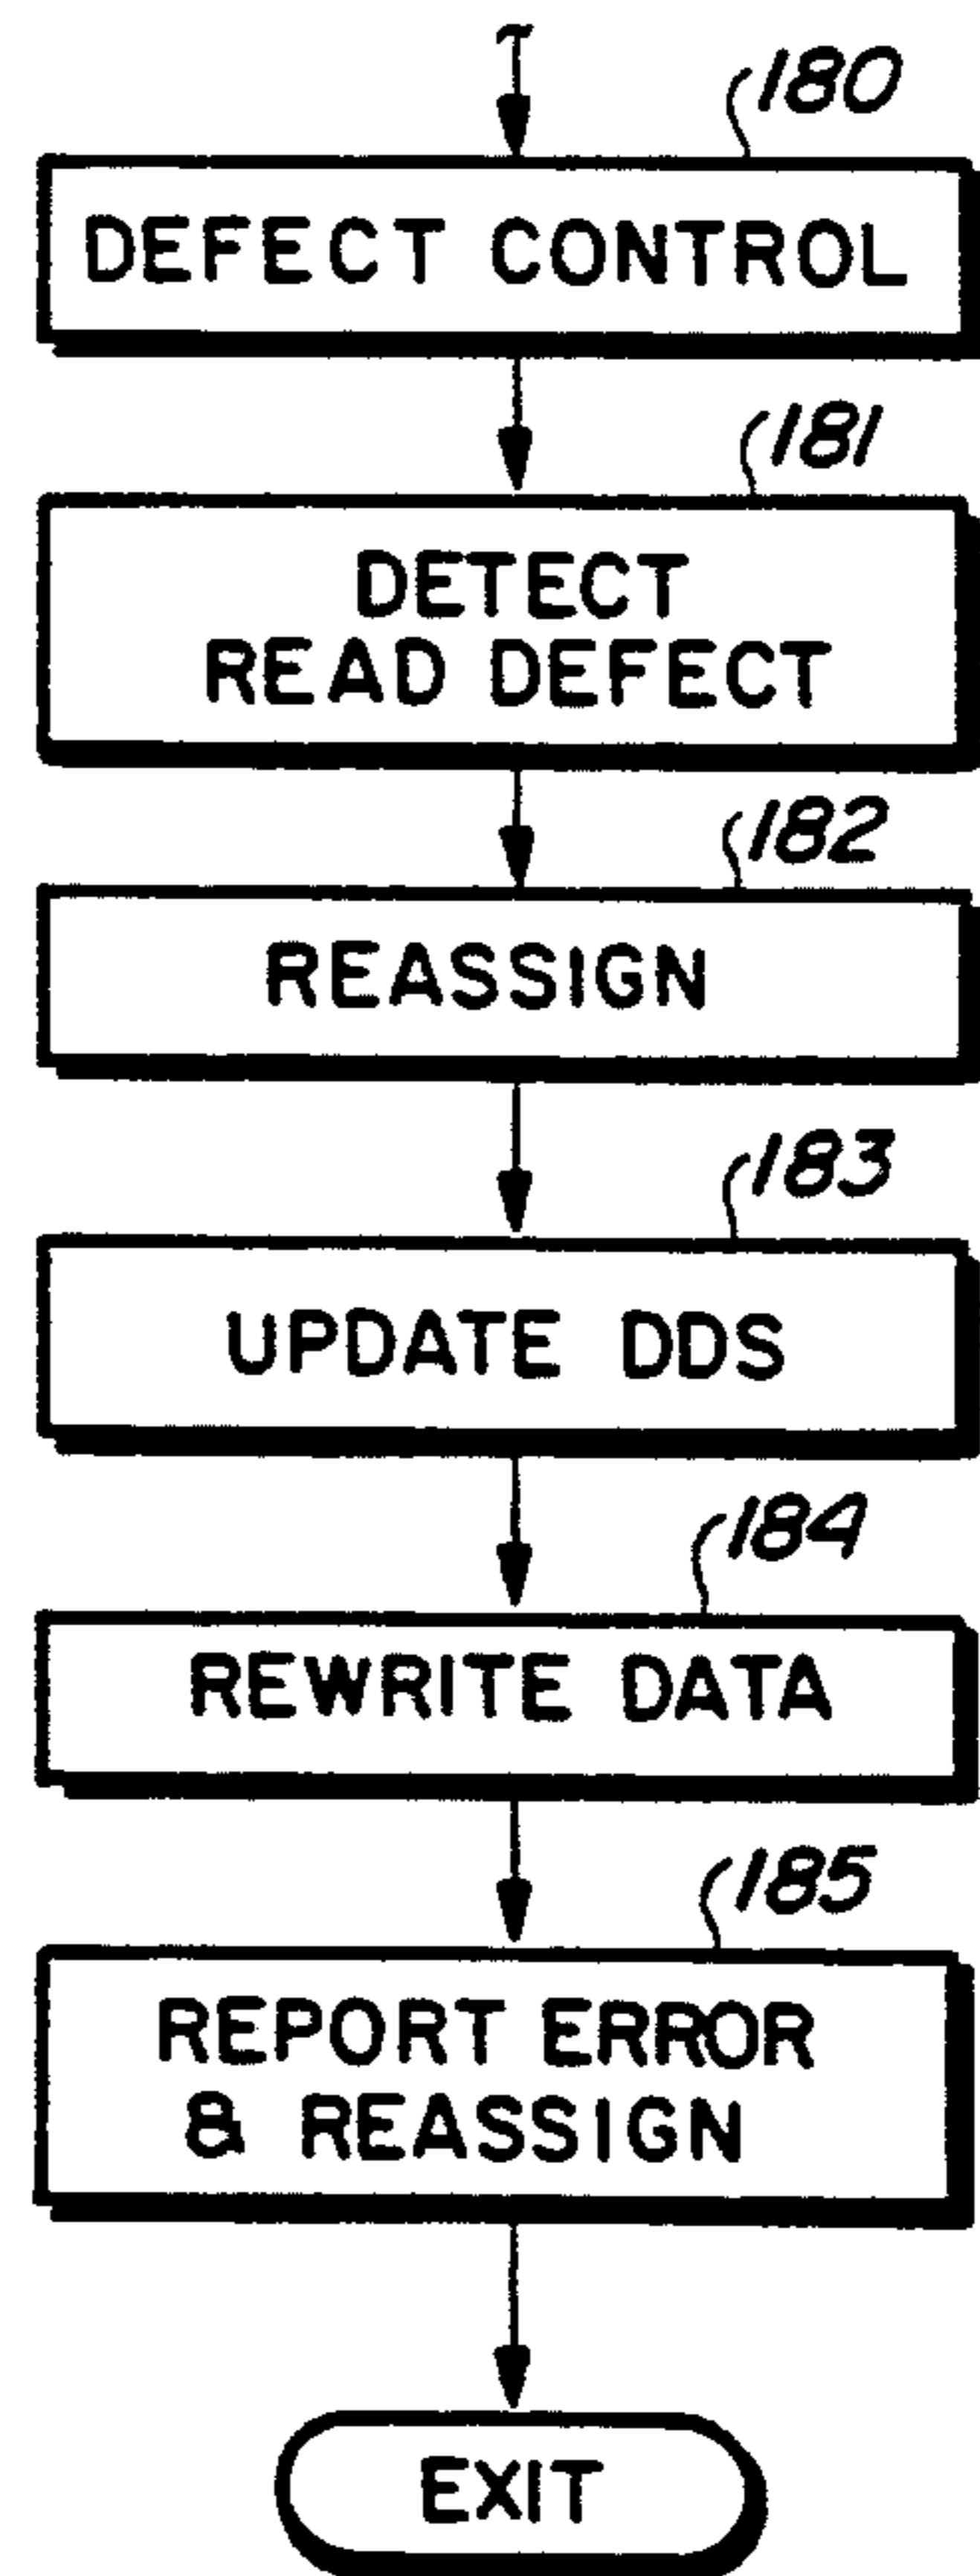 180
DEFECT CONTROL
181
DETECT
READ DEFECT
182
REASSIGN
183
UPDATE DDS
184
REWRITE DATA
185
REPORT ERROR
& REASSIGN
EXIT